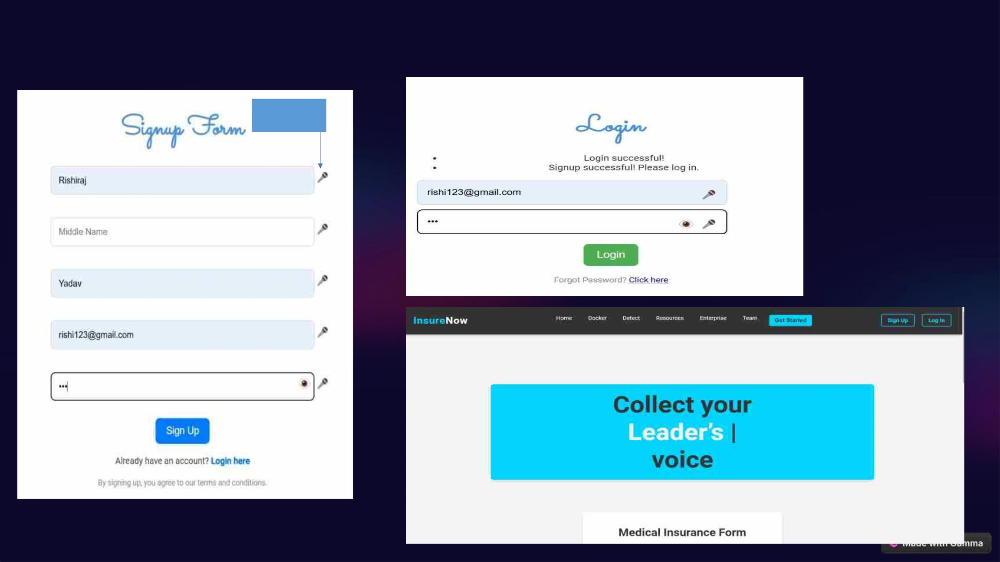 Signup Form
Rishiraj
Middle Name
Yadav
rishi123@gmail.com
•••
Sign Up
Already have an account? Login here
By signing up, you agree to our terms and conditions.
Login
• Login successful!
• Signup successful! Please log in.
rishi123@gmail.com
•••
Login
Forgot Password? Click here
InsureNow Home Docker Detect Resources Enterprise Team Get Started Sign Up Log In
Collect your
Leader's |
voice
Medical Insurance Form
Made with Gamma